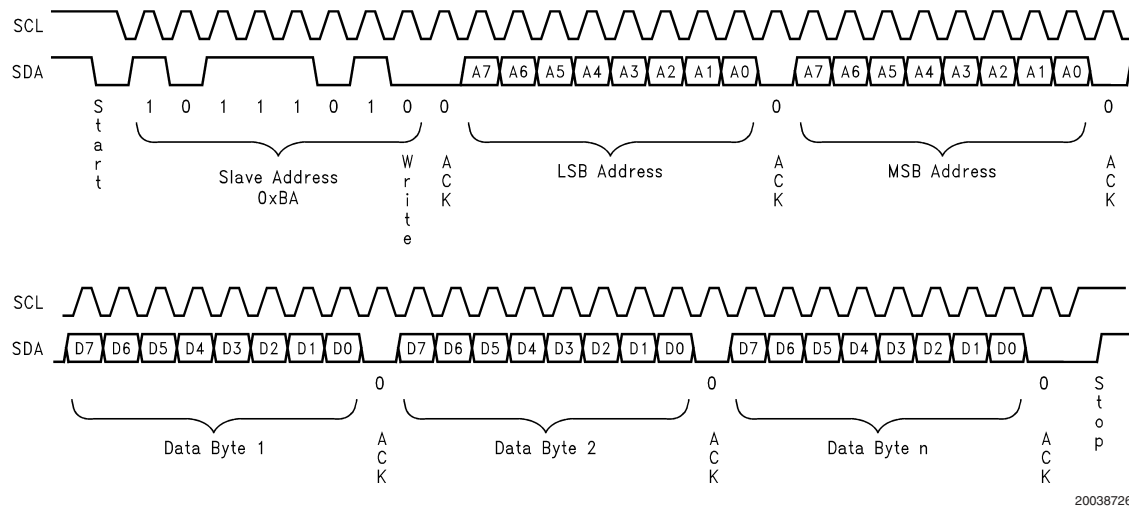 SCL
SDA A7 A6 A5 A4 A3 A2 A1 A0 A7 A6 A5 A4 A3 A2 A1 A0
Start 1 0 1 1 1 0 1 0 0 0 0
Slave Address
0xBA
Write ACK LSB Address ACK MSB Address ACK
SCL
SDA D7 D6 D5 D4 D3 D2 D1 D0 D7 D6 D5 D4 D3 D2 D1 D0 D7 D6 D5 D4 D3 D2 D1 D0
0 0 0 Stop
Data Byte 1 ACK Data Byte 2 ACK Data Byte n ACK
20038726